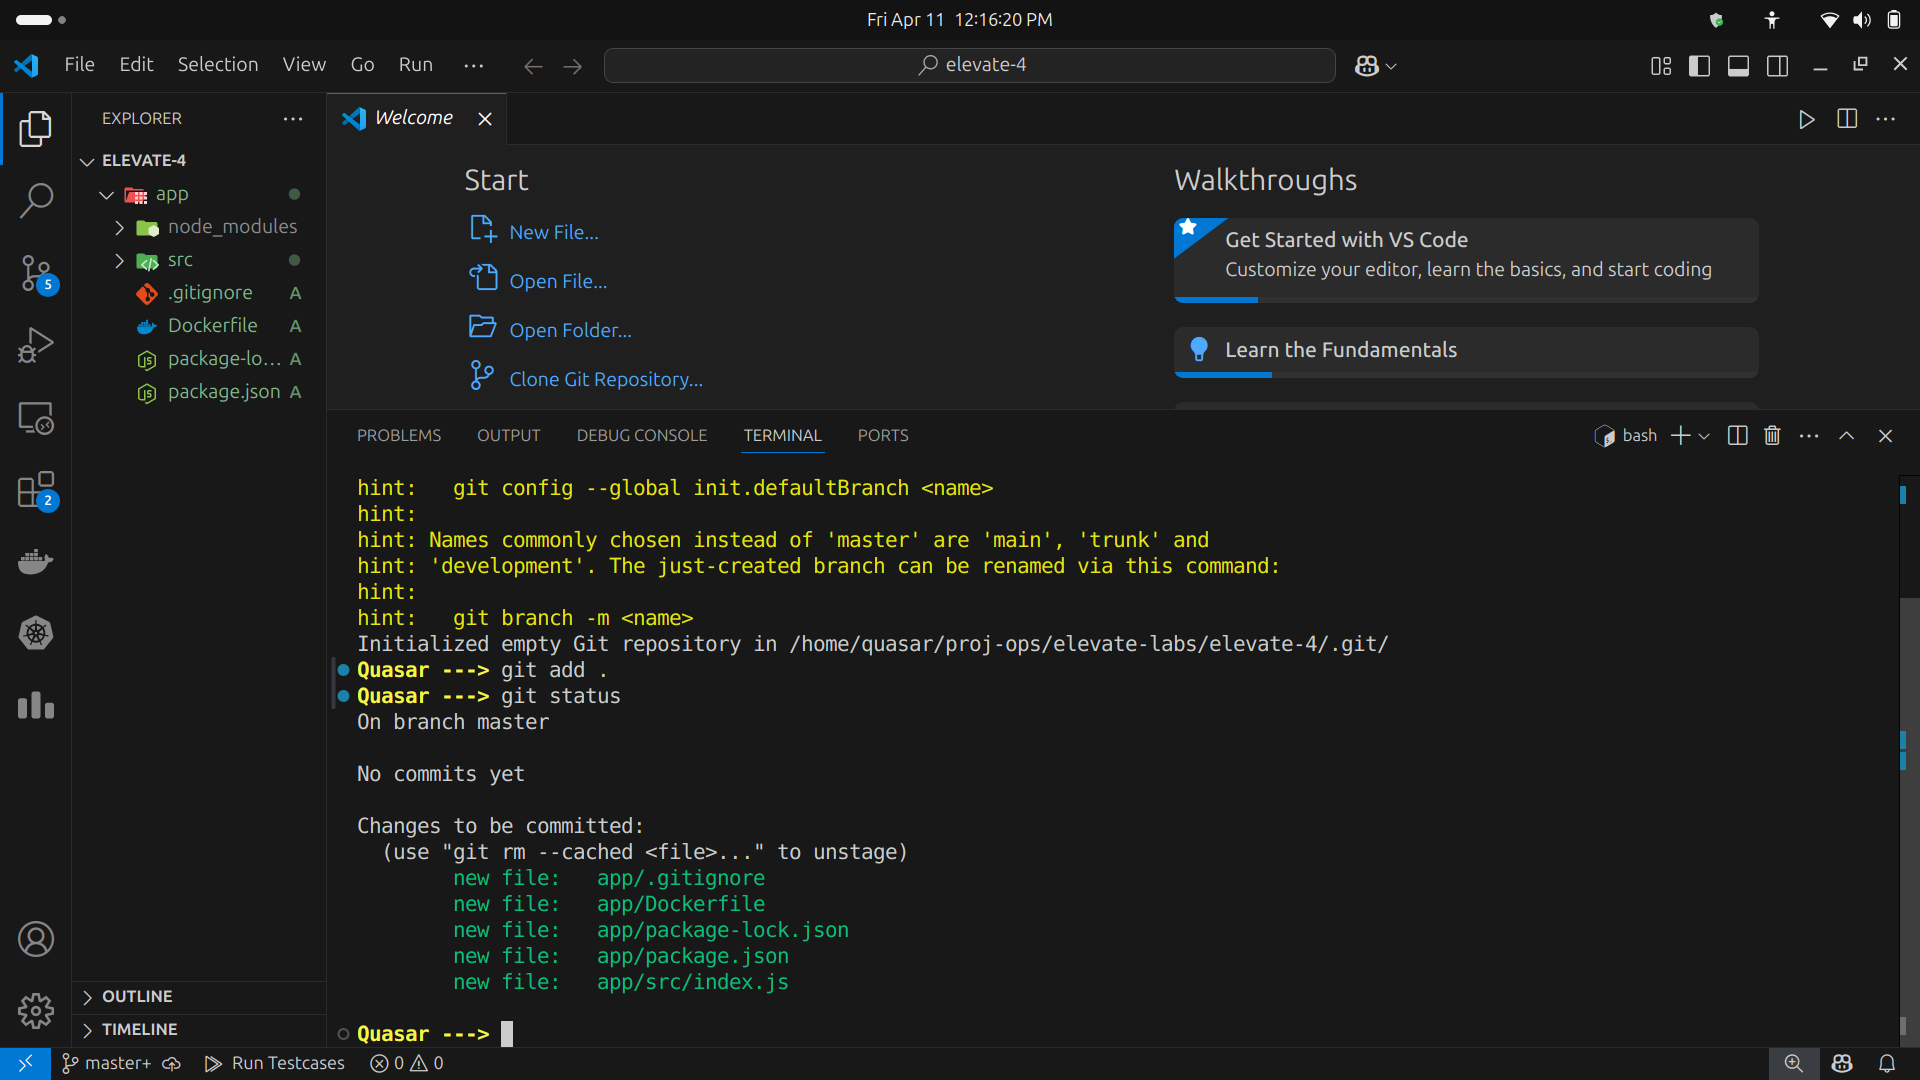 Fri Apr 11 12:16:20 PM
File Edit Selection View Go Run ··· elevate-4
EXPLORER
ELEVATE-4
app
node_modules
src
.gitignore A
Dockerfile A
package-lo... A
package.json A
OUTLINE
TIMELINE
5
2
Welcome
Start
New File...
Open File...
Open Folder...
Clone Git Repository...
Walkthroughs
Get Started with VS Code
Customize your editor, learn the basics, and start coding
Learn the Fundamentals
PROBLEMS OUTPUT DEBUG CONSOLE TERMINAL PORTS bash
hint:   git config --global init.defaultBranch <name>
hint:
hint: Names commonly chosen instead of 'master' are 'main', 'trunk' and
hint: 'development'. The just-created branch can be renamed via this command:
hint:
hint:   git branch -m <name>
Initialized empty Git repository in /home/quasar/proj-ops/elevate-labs/elevate-4/.git/
Quasar ---> git add .
Quasar ---> git status
On branch master
No commits yet
Changes to be committed:
(use "git rm --cached <file>..." to unstage)
new file:   app/.gitignore
new file:   app/Dockerfile
new file:   app/package-lock.json
new file:   app/package.json
new file:   app/src/index.js
Quasar --->
master+ Run Testcases 0 0